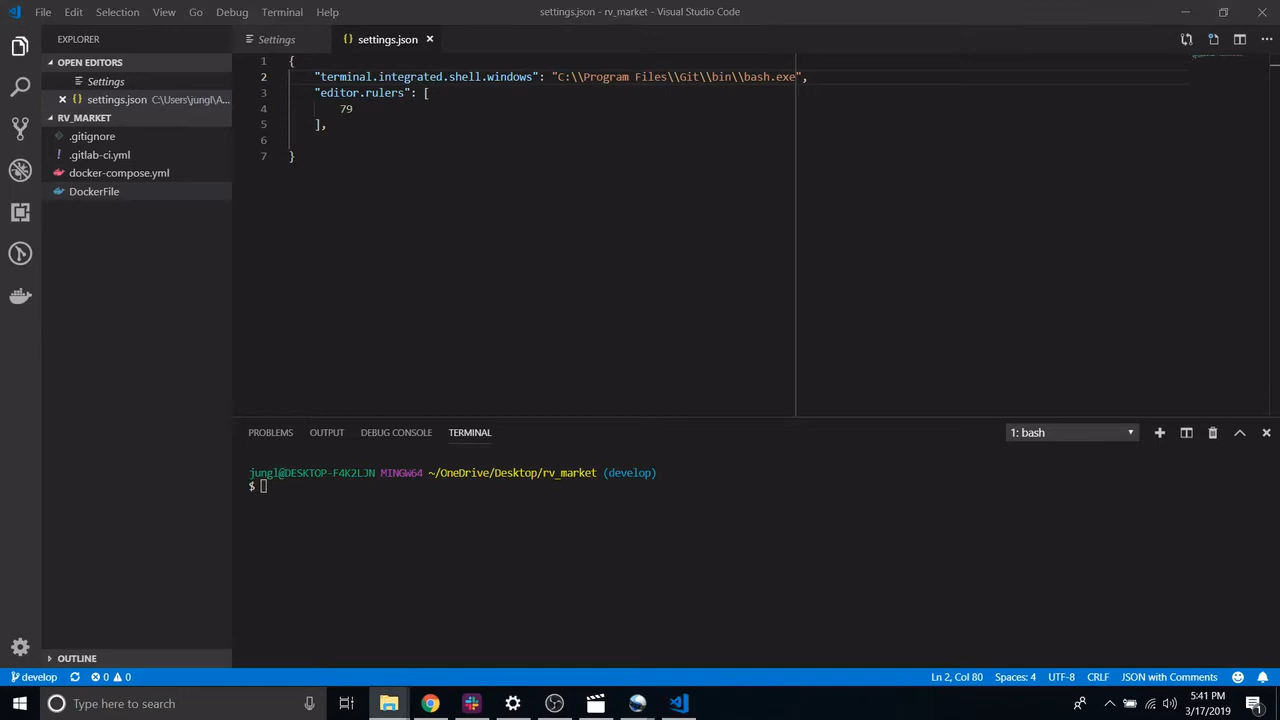 File Edit Selection View Go Debug Terminal Help
settings.json - rv_market - Visual Studio Code
EXPLORER
OPEN EDITORS
Settings
settings.json C:\Users\jungl\A...
RV_MARKET
.gitignore
.gitlab-ci.yml
docker-compose.yml
DockerFile
OUTLINE
Settings
settings.json
1 {
2 "terminal.integrated.shell.windows": "C:\\Program Files\\Git\\bin\\bash.exe",
3 "editor.rulers": [
4 79
5 ],
6
7 }
PROBLEMS OUTPUT DEBUG CONSOLE TERMINAL
1: bash
jungl@DESKTOP-F4K2LJN MINGW64 ~/OneDrive/Desktop/rv_market (develop)
$
develop 0 0
Ln 2, Col 80 Spaces: 4 UTF-8 CRLF JSON with Comments
Type here to search
5:41 PM
3/17/2019
1